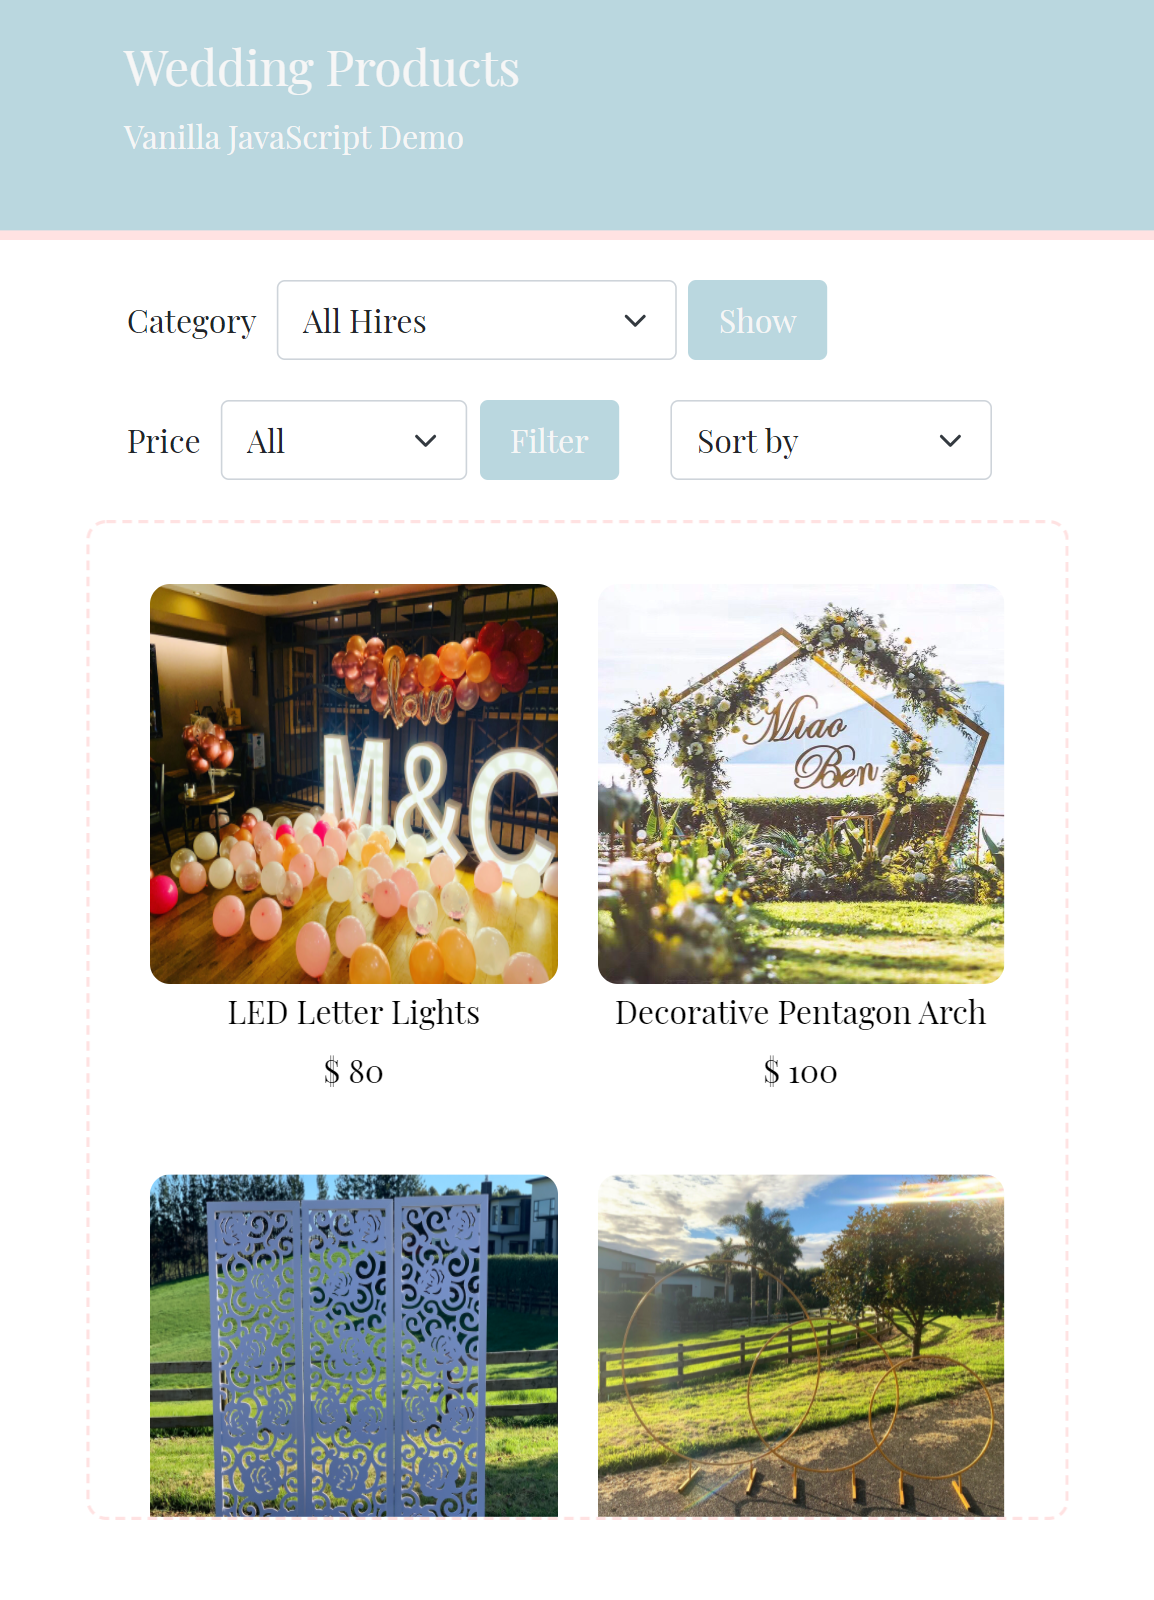 Wedding Products
Vanilla JavaScript Demo
Category All Hires Show
Price All Filter Sort by
love
M&C
Miao
Ben
LED Letter Lights Decorative Pentagon Arch
$ 80 $ 100